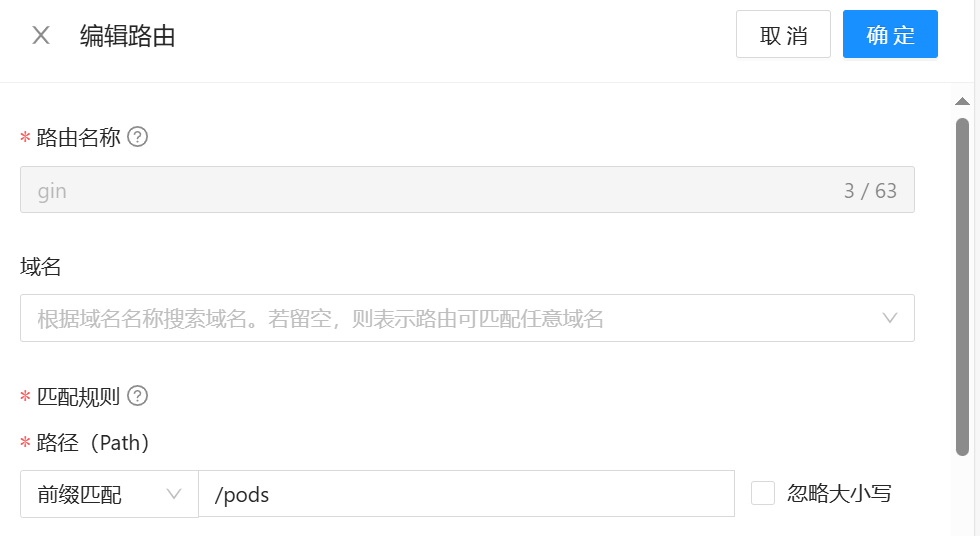 编辑路由
取 消
确 定
* 路由名称
gin
3 / 63
域名
根据域名名称搜索域名。若留空，则表示路由可匹配任意域名
* 匹配规则
* 路径（Path）
前缀匹配
/pods
忽略大小写